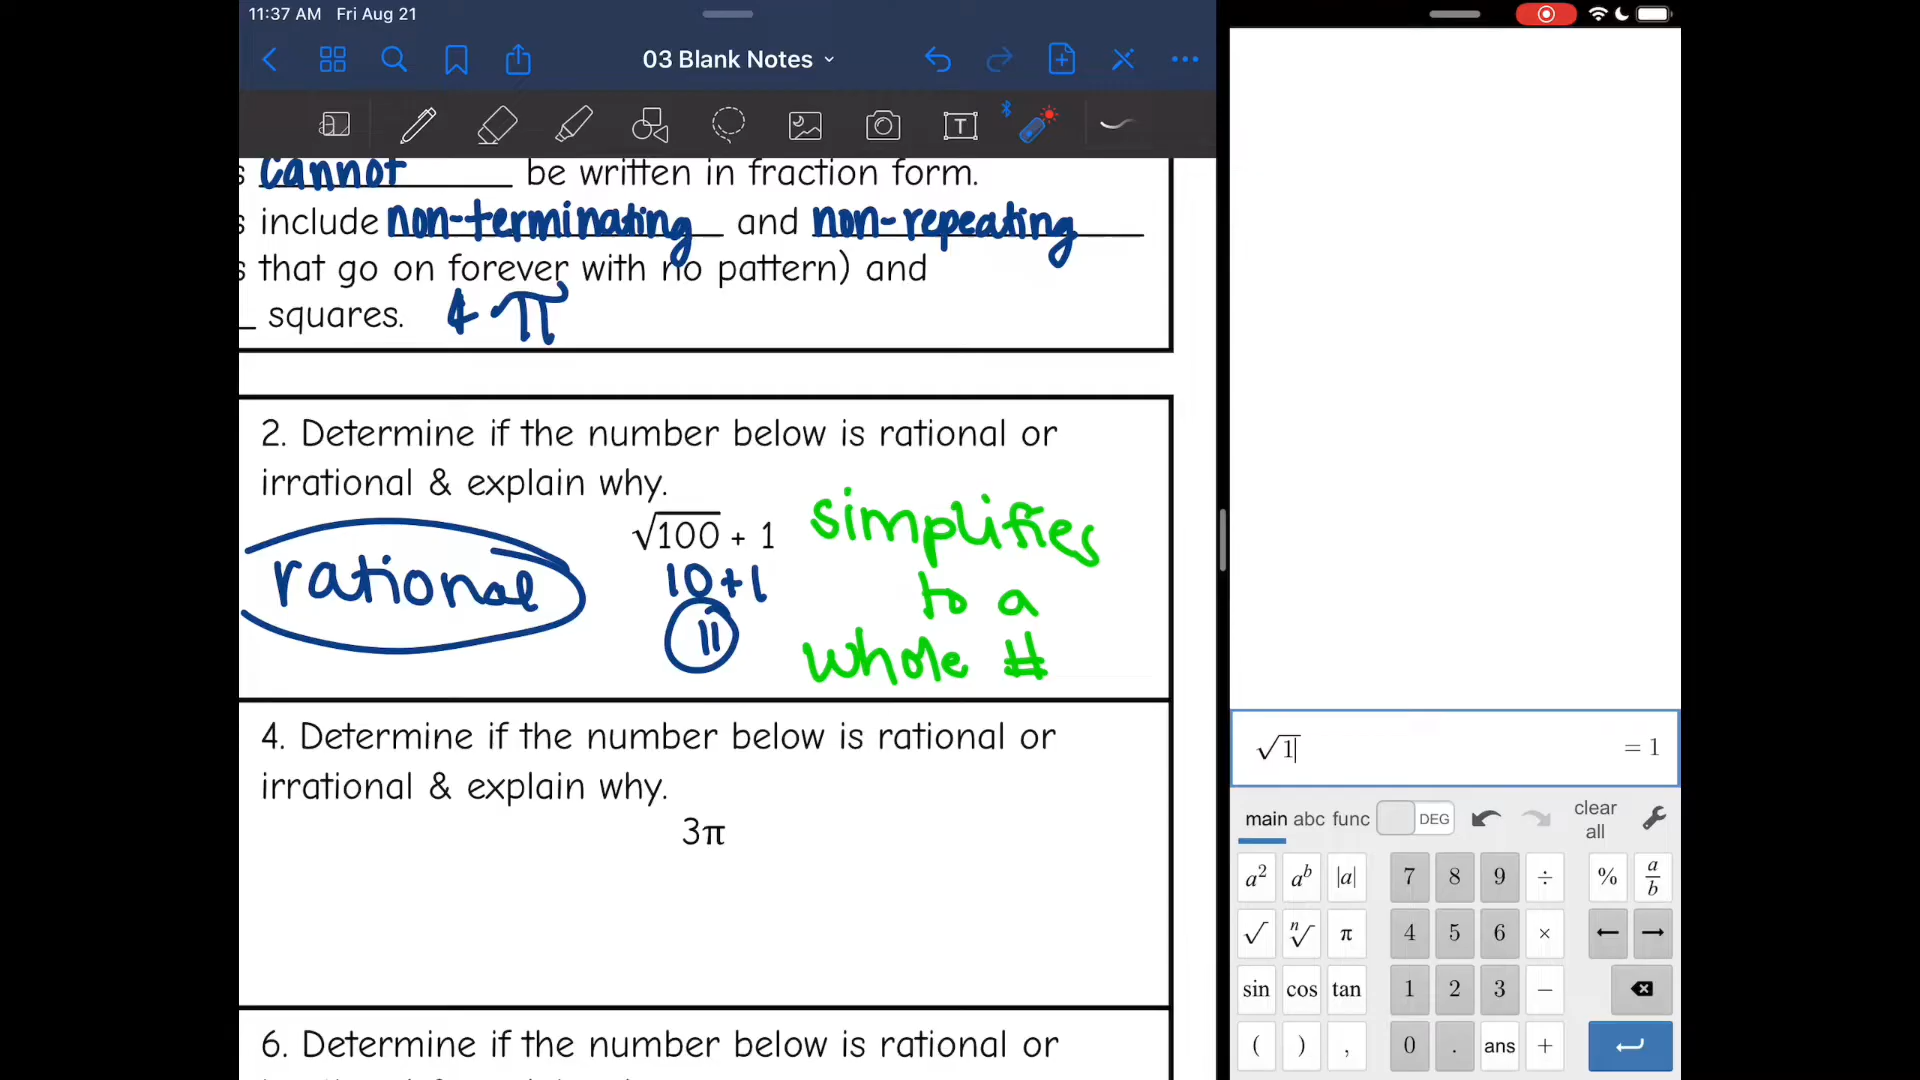 11:37 AM Fri Aug 21
03 Blank Notes
s cannot be written in fraction form.
s include non-terminating and non-repeating
s that go on forever with no pattern) and
squares. & π
2. Determine if the number below is rational or
irrational & explain why.
√100 + 1
rational
10+1
11
simplifies
to a
whole #
4. Determine if the number below is rational or
irrational & explain why.
3π
6. Determine if the number below is rational or
√1 = 1
main abc func DEG clear
all
a² aᵇ |a| 7 8 9 ÷ % a/b
√ ⁿ√ π 4 5 6 × ← →
sin cos tan 1 2 3 −
( ) , 0 . ans +